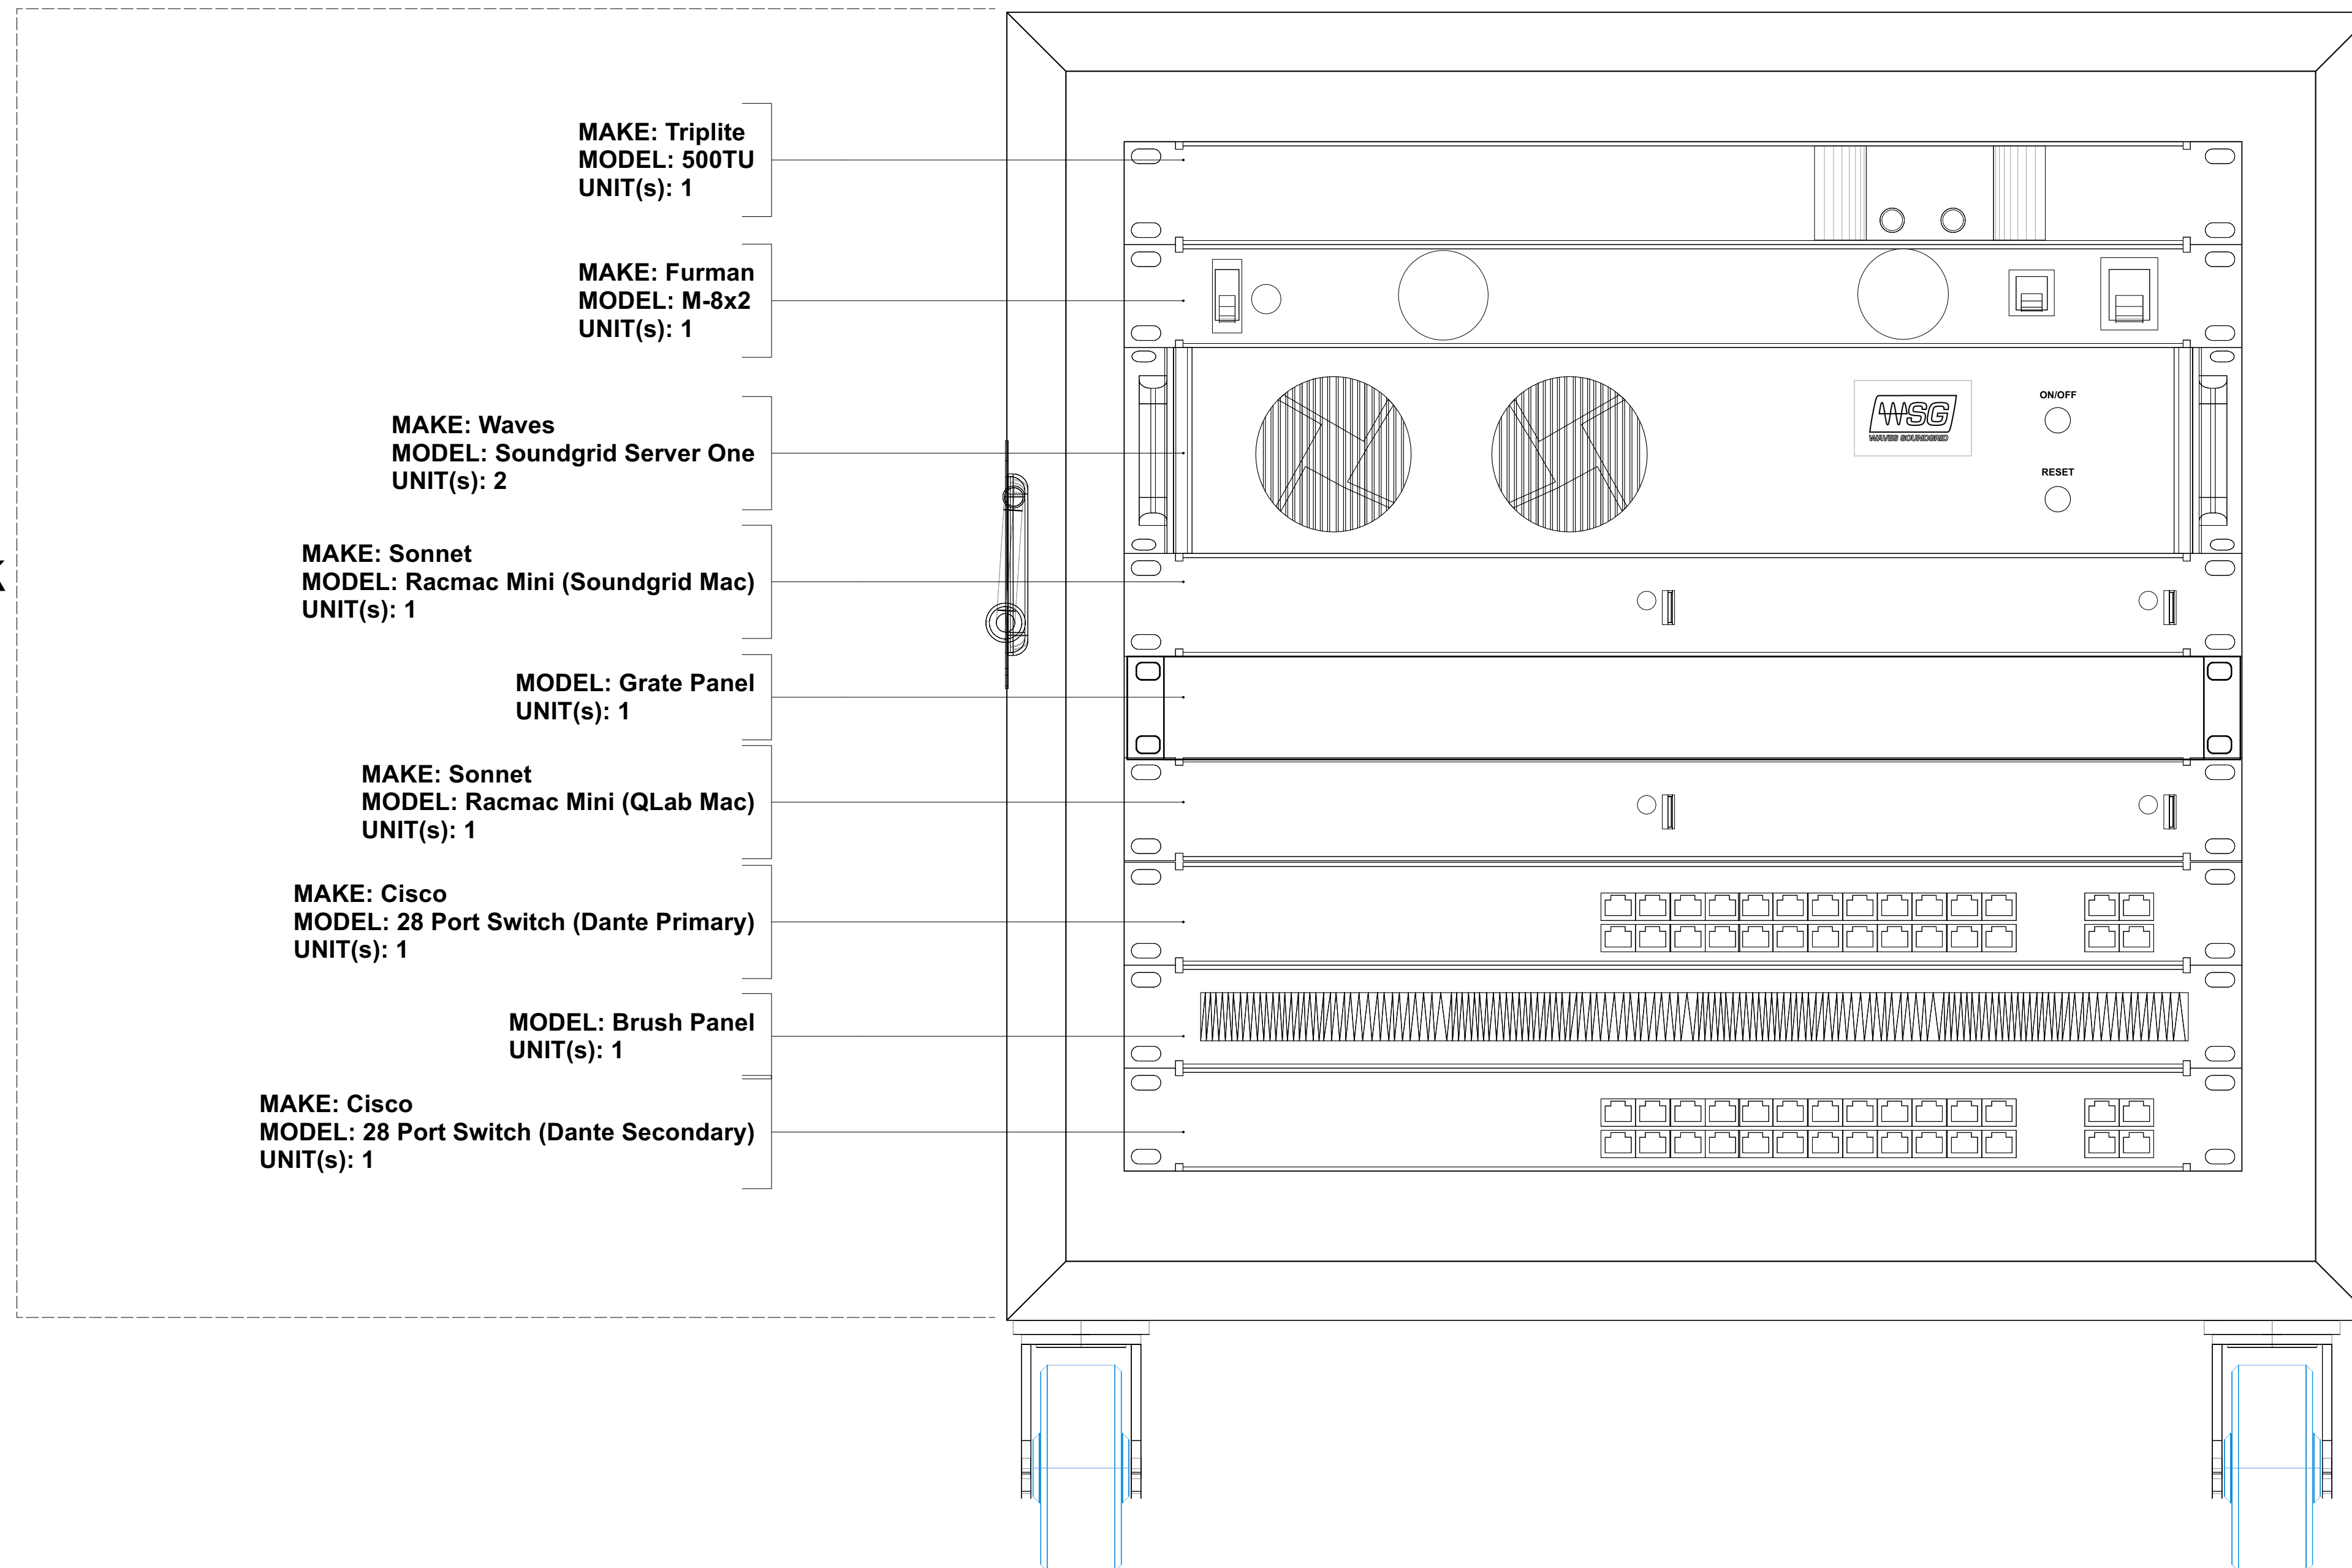 MAKE: Triplite
MODEL: 500TU
UNIT(s): 1
MAKE: Furman
MODEL: M-8x2
UNIT(s): 1
MAKE: Waves
MODEL: Soundgrid Server One
UNIT(s): 2
WSG
WAVES SOUNDGRID
ON/OFF
RESET
MAKE: Sonnet
MODEL: Racmac Mini (Soundgrid Mac)
UNIT(s): 1
MODEL: Grate Panel
UNIT(s): 1
MAKE: Sonnet
MODEL: Racmac Mini (QLab Mac)
UNIT(s): 1
MAKE: Cisco
MODEL: 28 Port Switch (Dante Primary)
UNIT(s): 1
MODEL: Brush Panel
UNIT(s): 1
MAKE: Cisco
MODEL: 28 Port Switch (Dante Secondary)
UNIT(s): 1